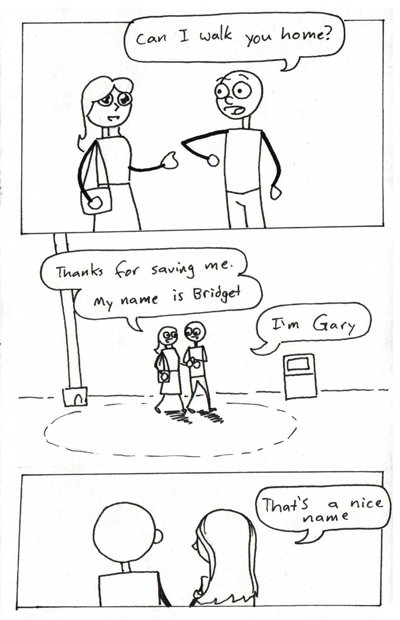 Can I walk you home?
Thanks for saving me.
My name is Bridget
I'm Gary
That's a nice
name